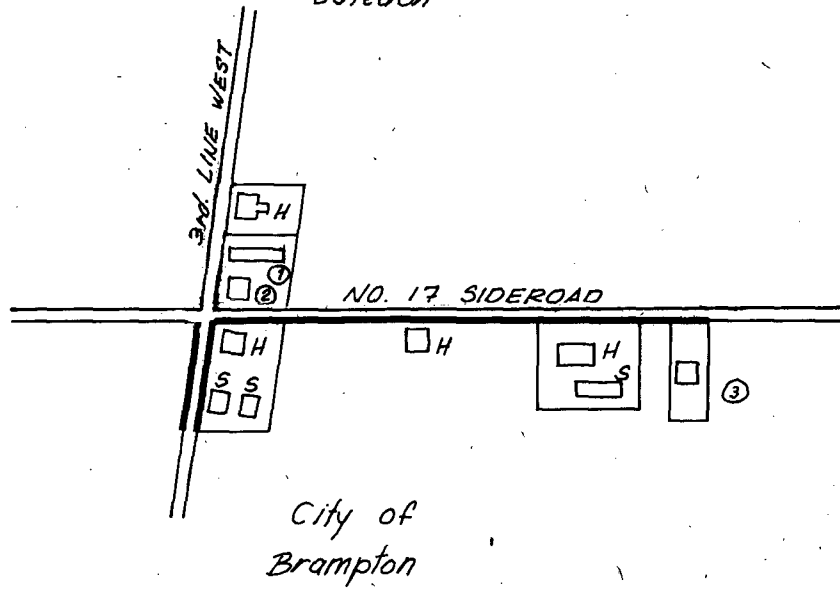 3rd. LINE WEST
H
1
2
NO. 17 SIDEROAD
H
H
H
S S
S
3
City of
Brampton